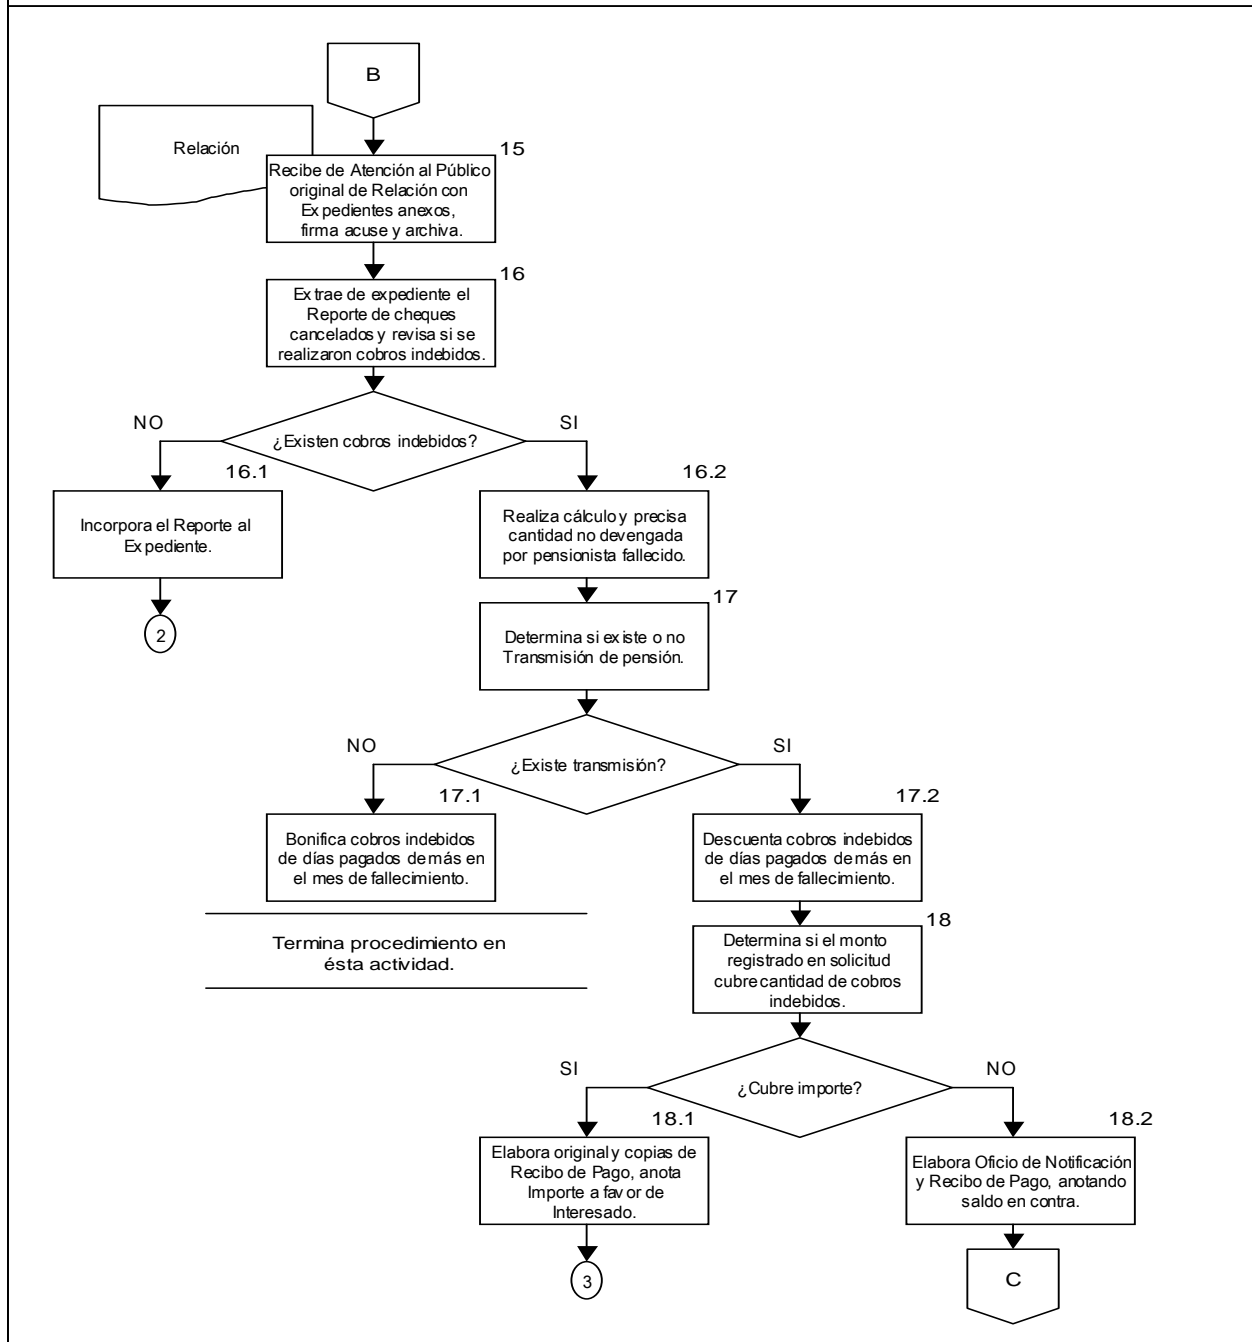 B
Relación
15
Recibe de Atención al Público
original de Relación con
Expedientes anexos,
firma acuse y archiva.
16
Extrae de expediente el
Reporte de cheques
cancelados y revisa si se
realizaron cobros indebidos.
¿Existen cobros indebidos?
NO
SI
16.1
Incorpora el Reporte al
Expediente.
2
16.2
Realiza cálculo y precisa
cantidad no devengada
por pensionista fallecido.
17
Determina si existe o no
Transmisión de pensión.
¿Existe transmisión?
NO
SI
17.1
Bonifica cobros indebidos
de días pagados de más en
el mes de fallecimiento.
Termina procedimiento en
ésta actividad.
17.2
Descuenta cobros indebidos
de días pagados de más en
el mes de fallecimiento.
18
Determina si el monto
registrado en solicitud
cubre cantidad de cobros
indebidos.
¿Cubre importe?
SI
NO
18.1
Elabora original y copias de
Recibo de Pago, anota
Importe a favor de
Interesado.
3
18.2
Elabora Oficio de Notificación
y Recibo de Pago, anotando
saldo en contra.
C